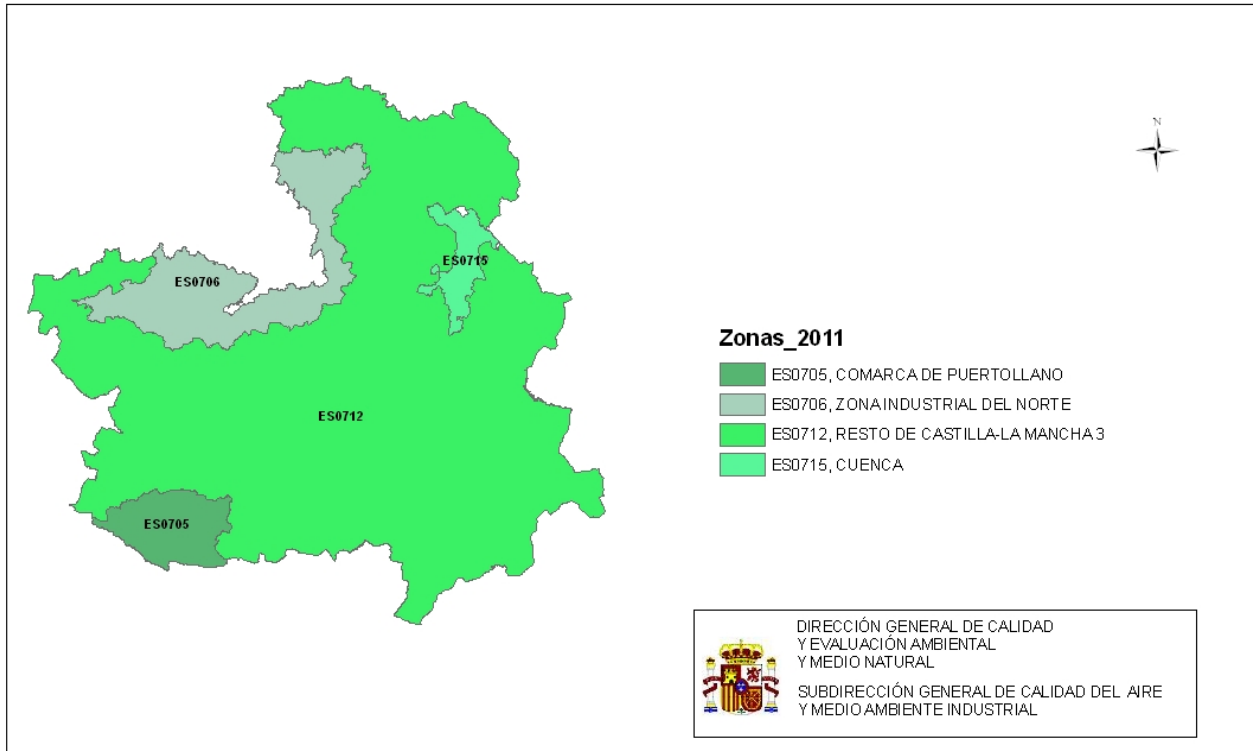 N
ES0715
ES0706
ES0712
ES0705
Zonas_2011
ES0705, COMARCA DE PUERTOLLANO
ES0706, ZONA INDUSTRIAL DEL NORTE
ES0712, RESTO DE CASTILLA-LA MANCHA 3
ES0715, CUENCA
DIRECCIÓN GENERAL DE CALIDAD
Y EVALUACIÓN AMBIENTAL
Y MEDIO NATURAL
SUBDIRECCIÓN GENERAL DE CALIDAD DEL AIRE
Y MEDIO AMBIENTE INDUSTRIAL